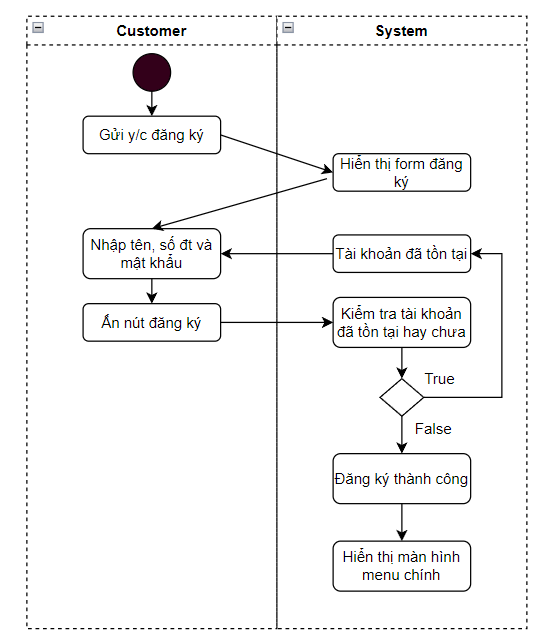 Customer
System
Gửi y/c đăng ký
Hiển thị form đăng
ký
Nhập tên, số đt và
mật khẩu
Tài khoản đã tồn tại
Ấn nút đăng ký
Kiểm tra tài khoản
đã tồn tại hay chưa
True
False
Đăng ký thành công
Hiển thị màn hình
menu chính